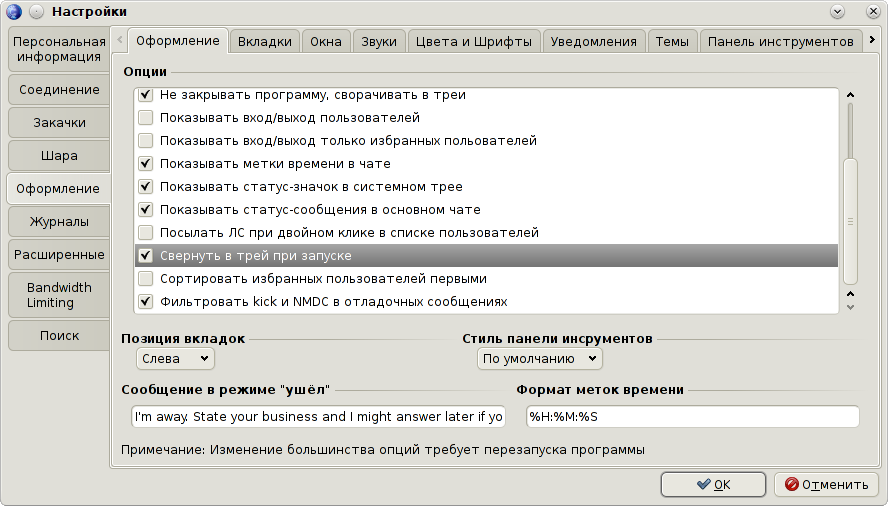 Настройки
Персональная
информация
Соединение
Закачки
Шара
Оформление
Журналы
Расширенные
Bandwidth
Limiting
Поиск
Оформление
Вкладки
Окна
Звуки
Цвета и Шрифты
Уведомления
Темы
Панель инструментов
Опции
Не закрывать программу, сворачивать в трей
Показывать вход/выход пользователей
Показывать вход/выход только избранных пользователей
Показывать метки времени в чате
Показывать статус-значок в системном трее
Показывать статус-сообщения в основном чате
Посылать ЛС при двойном клике в списке пользователей
Свернуть в трей при запуске
Сортировать избранных пользователей первыми
Фильтровать kick и NMDC в отладочных сообщениях
Позиция вкладок
Стиль панели инсрументов
Слева
По умолчанию
Сообщение в режиме "ушёл"
Формат меток времени
I'm away. State your business and I might answer later if yo
%H:%M:%S
Примечание: Изменение большинства опций требует перезапуска программы
OK
Отменить